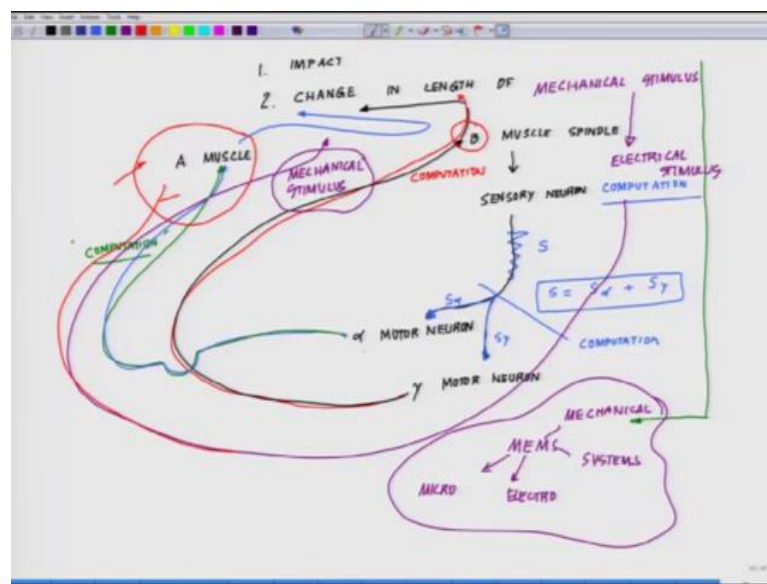 1. IMPACT
2. CHANGE IN LENGTH OF MECHANICAL STIMULUS
A MUSCLE
B MUSCLE SPINDLE
ELECTRICAL STIMULUS
MECHANICAL STIMULUS
COMPUTATION
SENSORY NEURON COMPUTATION
COMPUTATION
S
S = Sα + Sγ
Sα
α MOTOR NEURON
Sγ
COMPUTATION
γ MOTOR NEURON
MECHANICAL
MEMS
SYSTEMS
MICRO
ELECTRO